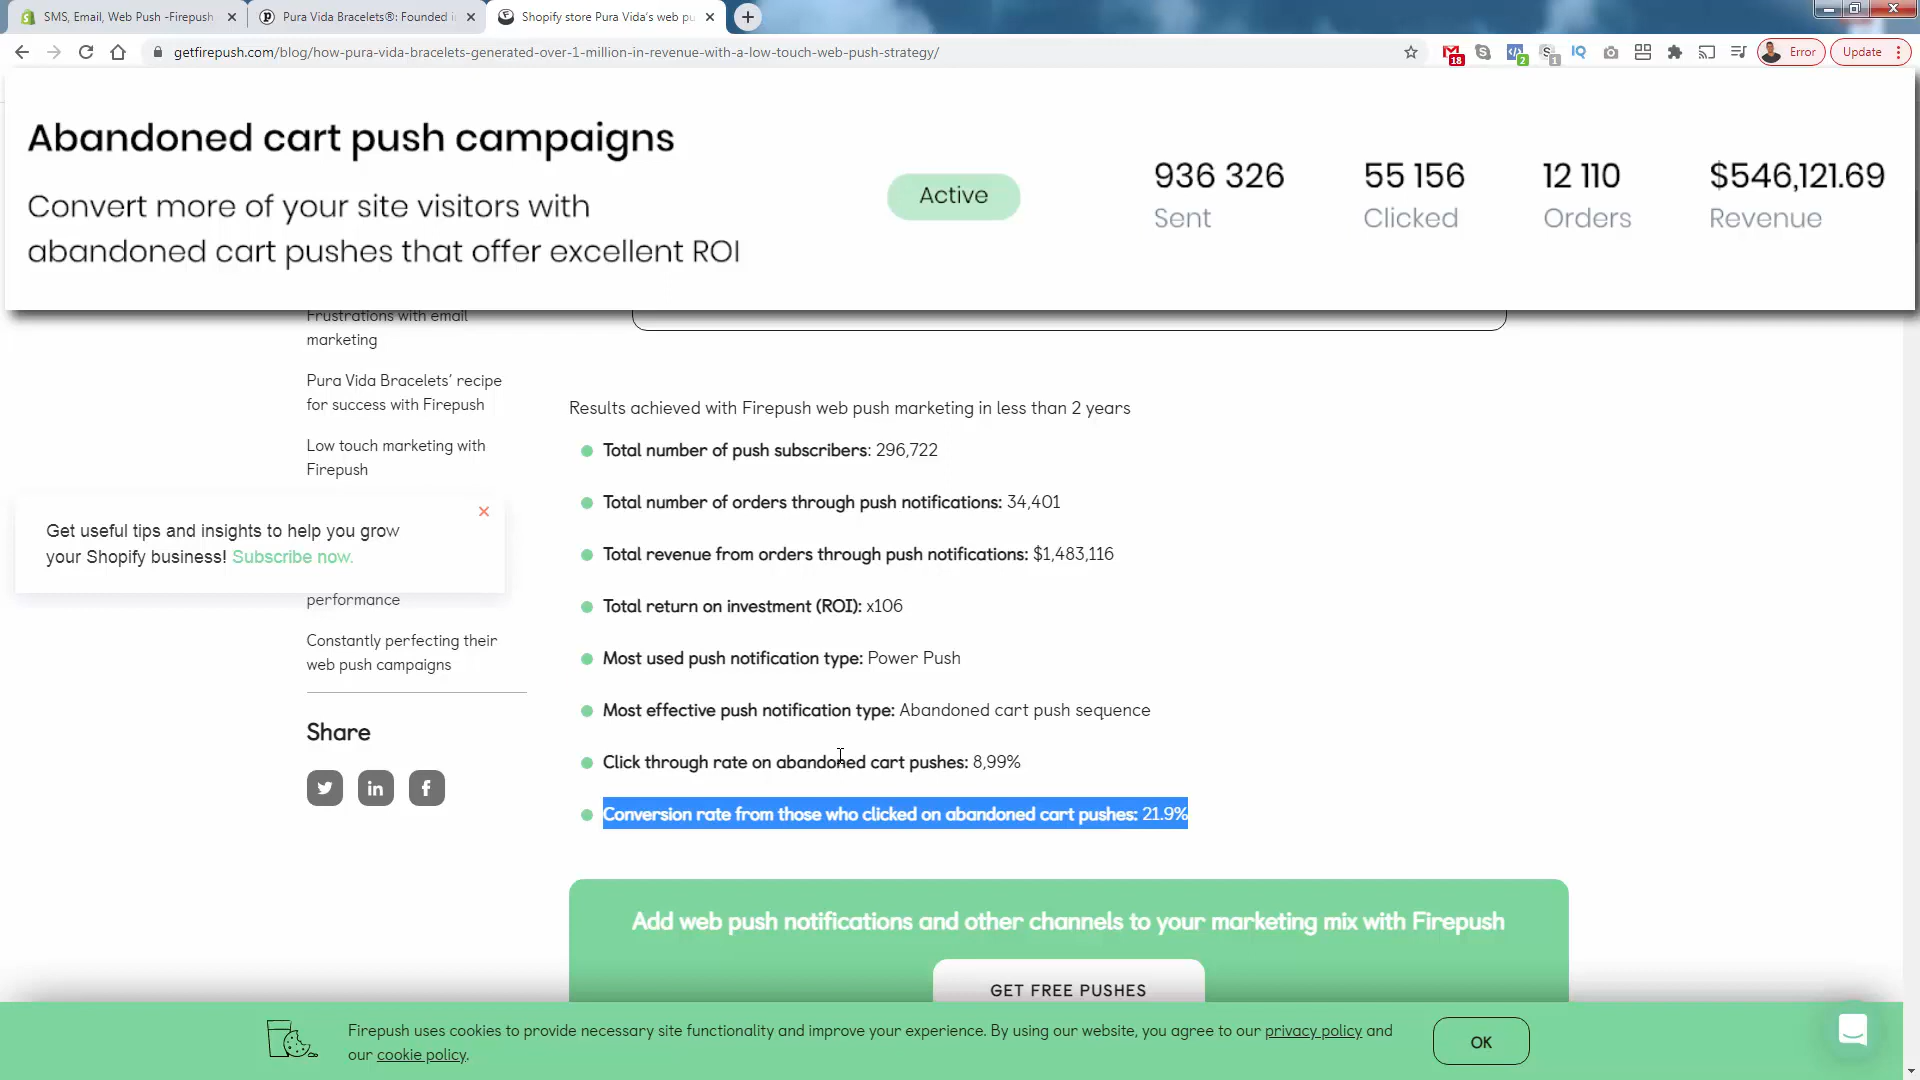 SMS, Email, Web Push -Firepush
Pura Vida Bracelets®: Founded i
Shopify store Pura Vida's web pu
getfirepush.com/blog/how-pura-vida-bracelets-generated-over-1-million-in-revenue-with-a-low-touch-web-push-strategy/
18
2
1
IQ
Error
Update
Abandoned cart push campaigns
Convert more of your site visitors with
abandoned cart pushes that offer excellent ROI
Active
936 326
Sent
55 156
Clicked
12 110
Orders
$546,121.69
Revenue
Frustrations with email
marketing
Pura Vida Bracelets' recipe
for success with Firepush
Low touch marketing with
Firepush
Get useful tips and insights to help you grow
your Shopify business! Subscribe now.
performance
Constantly perfecting their
web push campaigns
Share
Results achieved with Firepush web push marketing in less than 2 years
Total number of push subscribers: 296,722
Total number of orders through push notifications: 34,401
Total revenue from orders through push notifications: $1,483,116
Total return on investment (ROI): x106
Most used push notification type: Power Push
Most effective push notification type: Abandoned cart push sequence
Click through rate on abandoned cart pushes: 8,99%
Conversion rate from those who clicked on abandoned cart pushes: 21.9%
Add web push notifications and other channels to your marketing mix with Firepush
GET FREE PUSHES
Firepush uses cookies to provide necessary site functionality and improve your experience. By using our website, you agree to our privacy policy and
our cookie policy.
OK